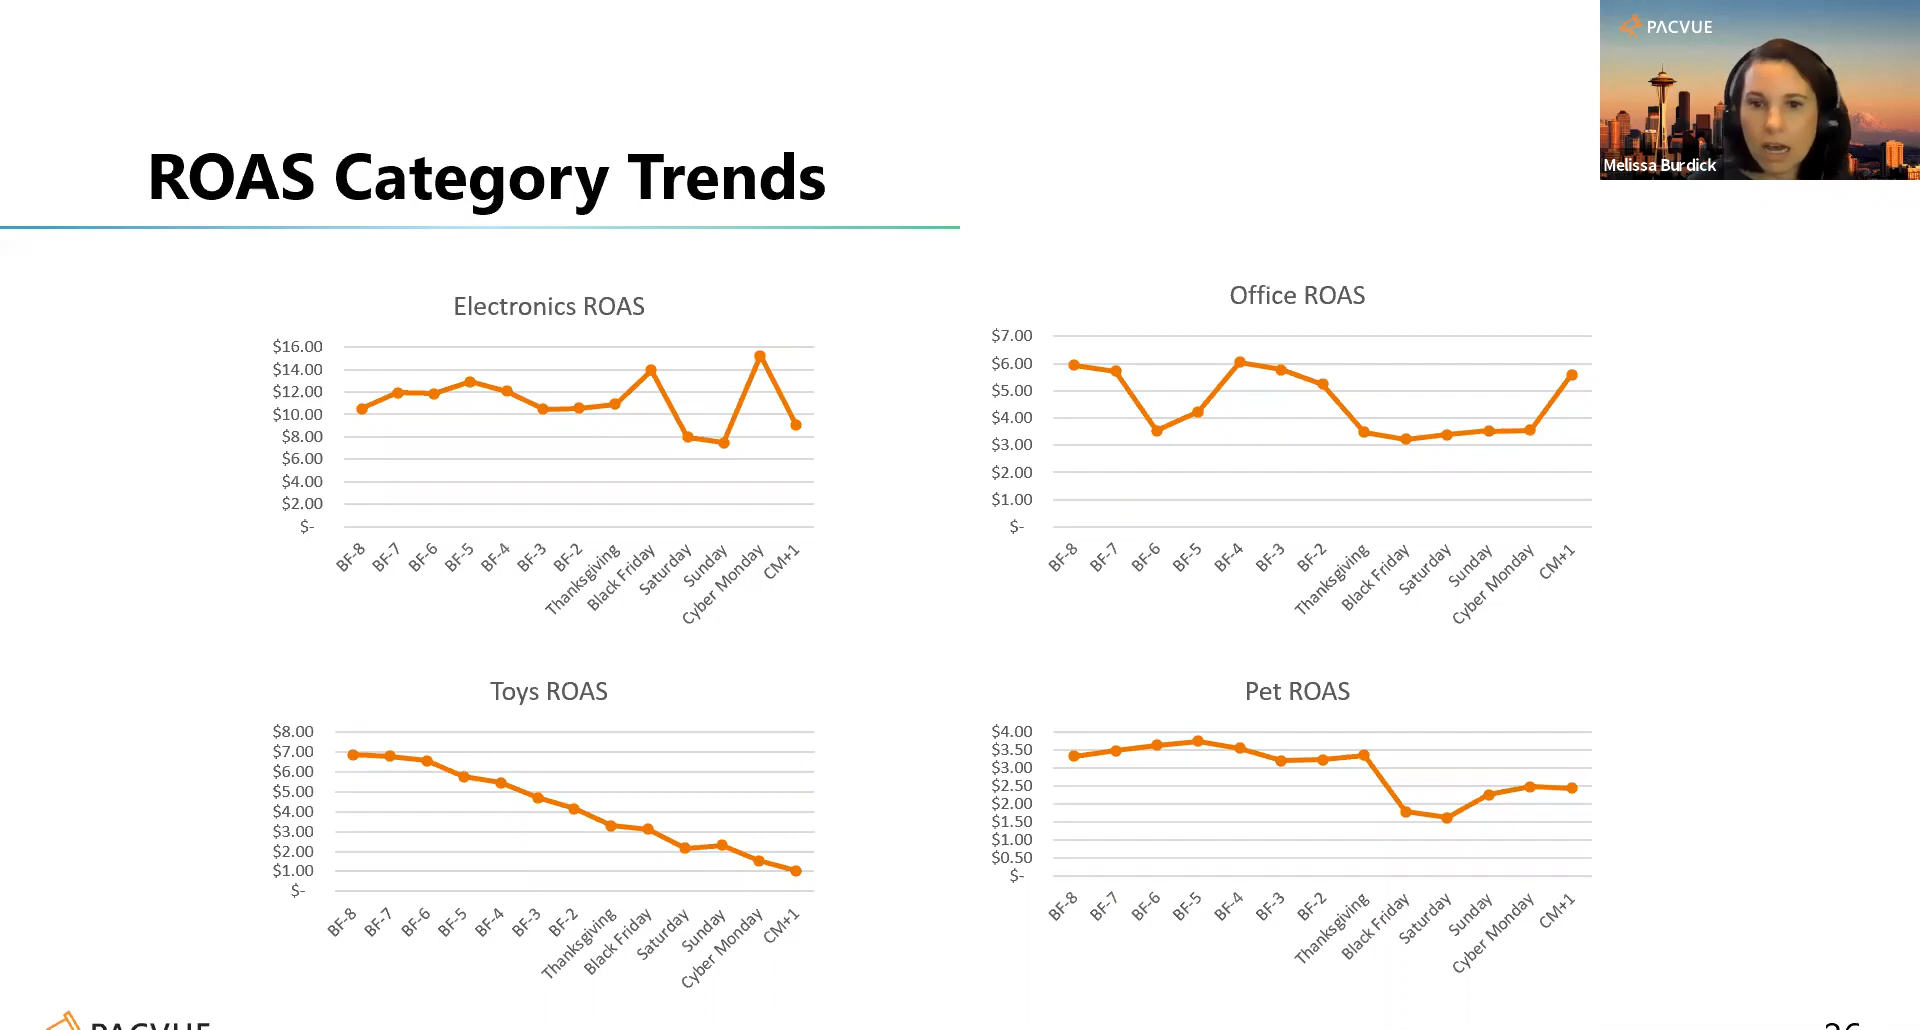 PACVUE
Melissa Burdick
ROAS Category Trends
Electronics ROAS
$16.00
$14.00
$12.00
$10.00
$8.00
$6.00
$4.00
$2.00
$-
BF-8
BF-7
BF-6
BF-5
BF-4
BF-3
BF-2
Thanksgiving
Black Friday
Saturday
Sunday
Cyber Monday
CM+1
Office ROAS
$7.00
$6.00
$5.00
$4.00
$3.00
$2.00
$1.00
$-
BF-8
BF-7
BF-6
BF-5
BF-4
BF-3
BF-2
Thanksgiving
Black Friday
Saturday
Sunday
Cyber Monday
CM+1
Toys ROAS
$8.00
$7.00
$6.00
$5.00
$4.00
$3.00
$2.00
$1.00
$-
BF-8
BF-7
BF-6
BF-5
BF-4
BF-3
BF-2
Thanksgiving
Black Friday
Saturday
Sunday
Cyber Monday
CM+1
Pet ROAS
$4.00
$3.50
$3.00
$2.50
$2.00
$1.50
$1.00
$0.50
$-
BF-8
BF-7
BF-6
BF-5
BF-4
BF-3
BF-2
Thanksgiving
Black Friday
Saturday
Sunday
Cyber Monday
CM+1
PACVUE